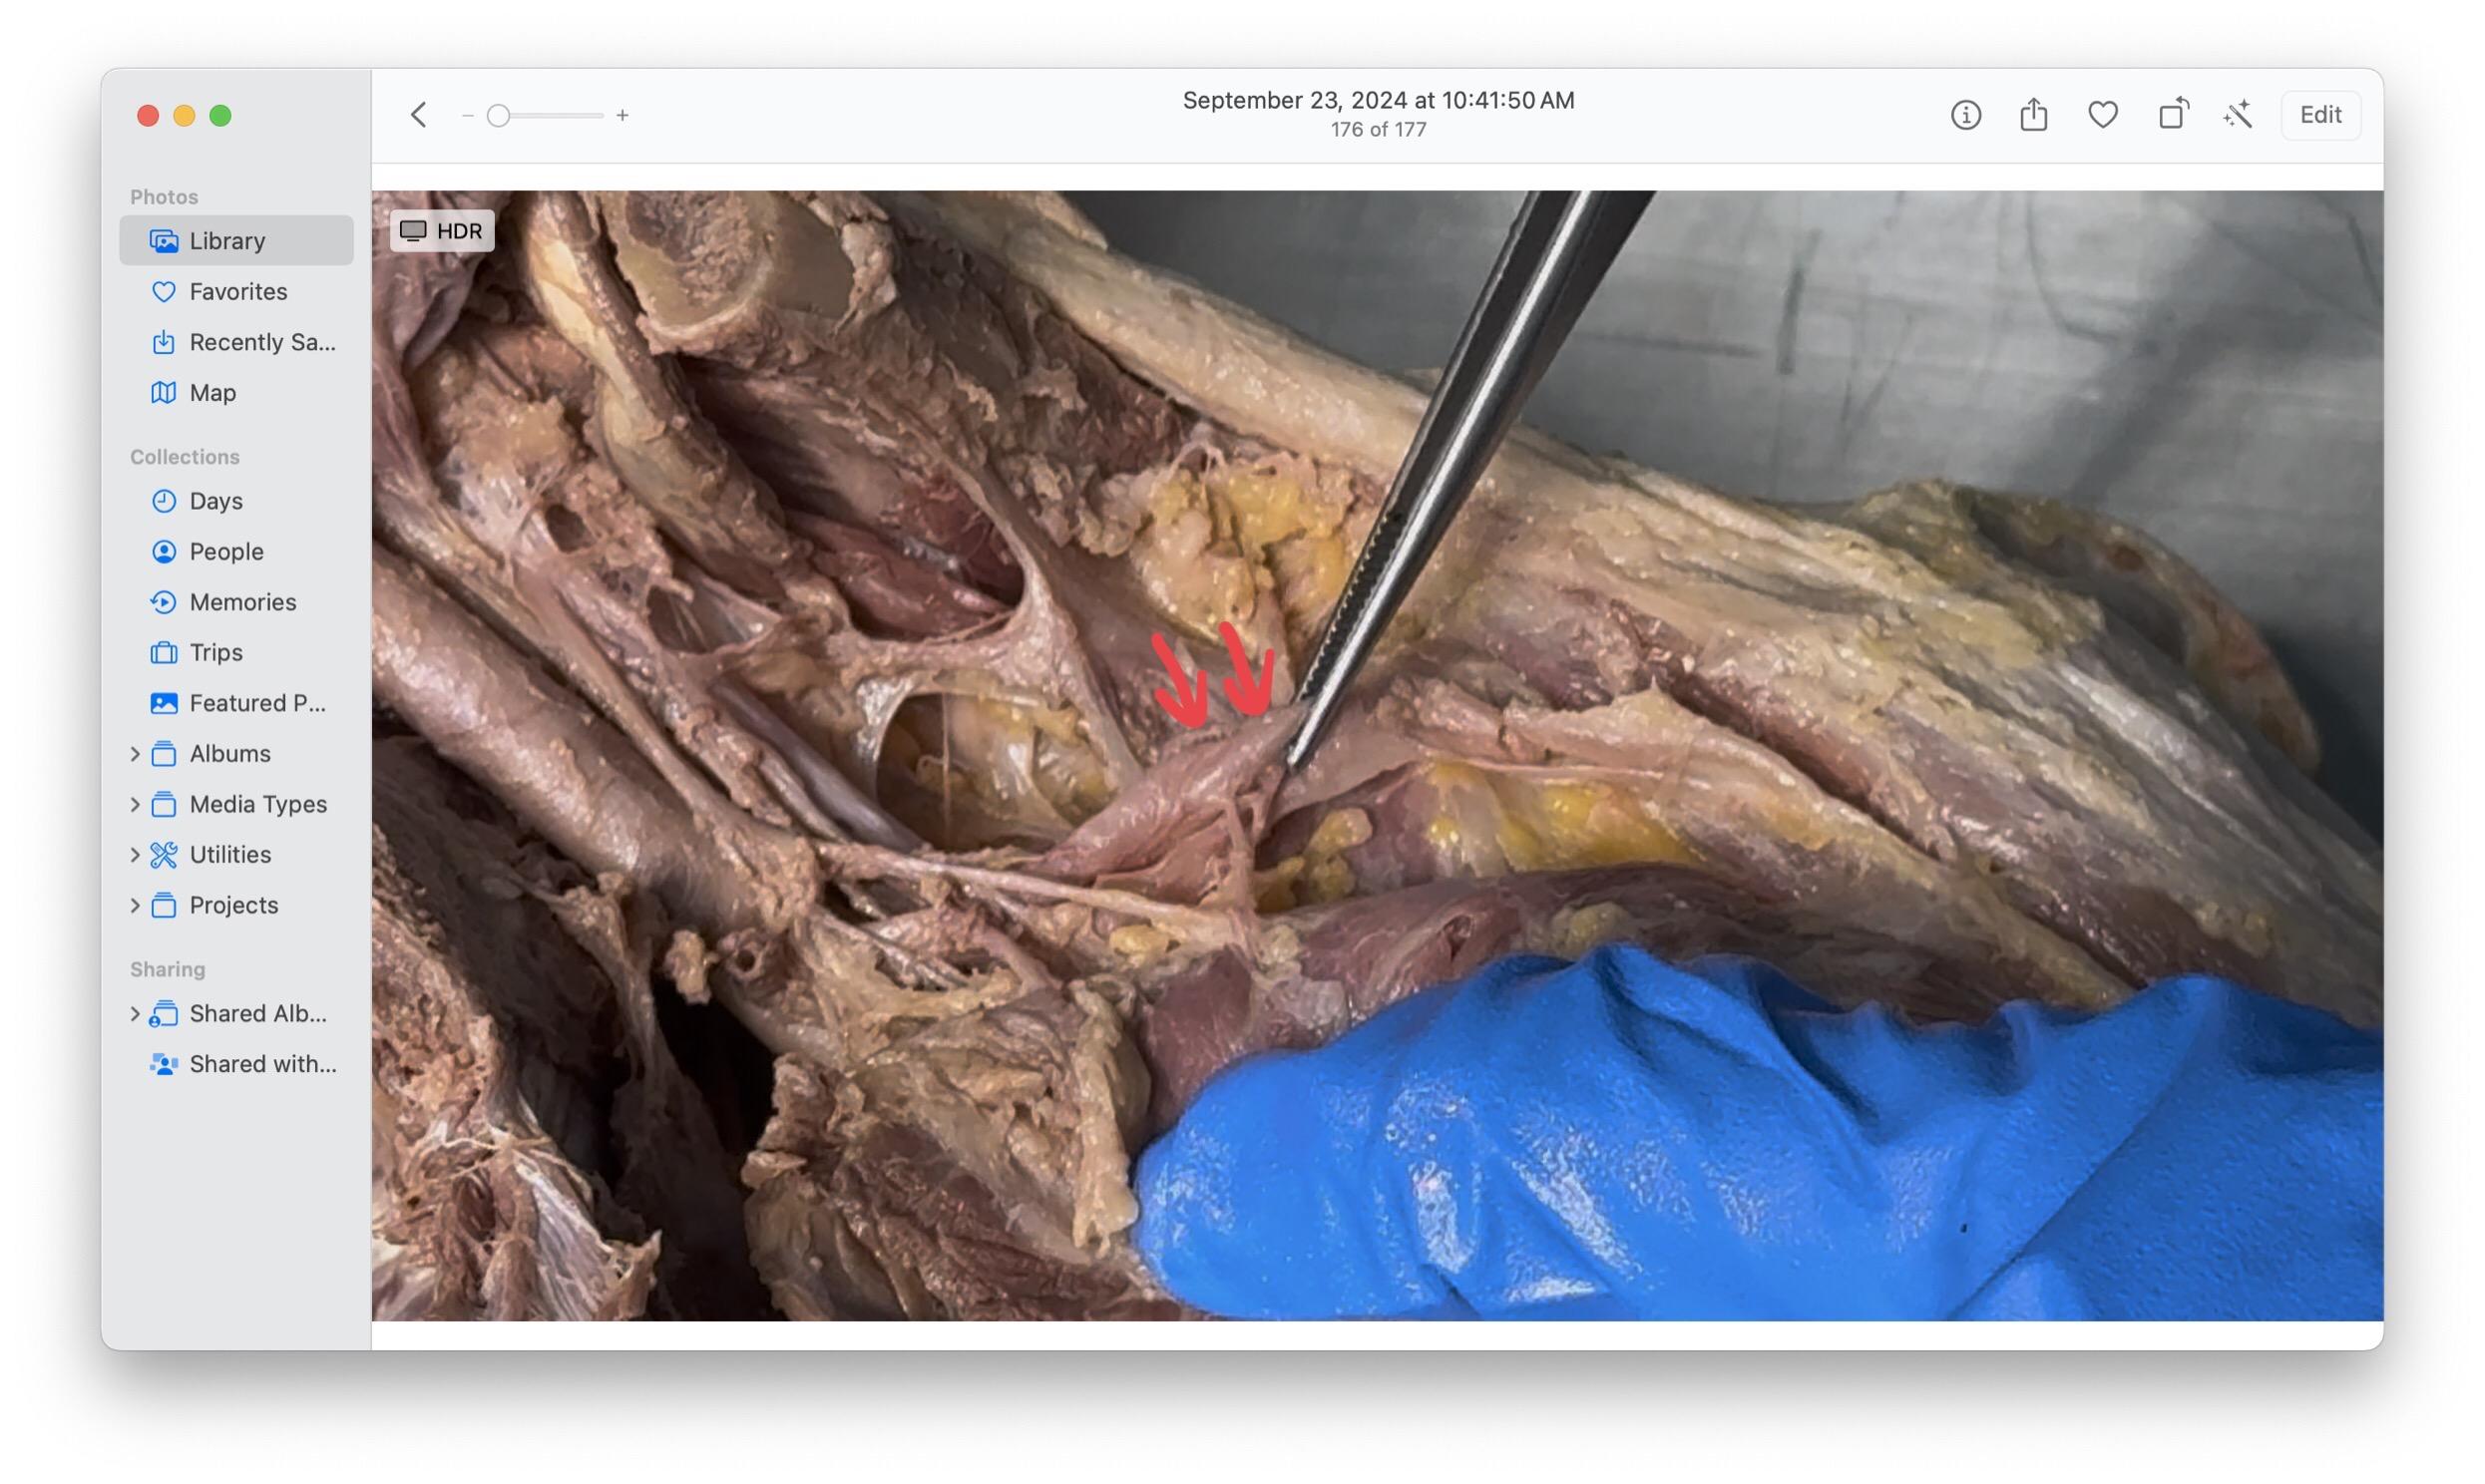 September 23, 2024 at 10:41:50 AM
176 of 177
Edit
Photos
Library
Favorites
Recently Sa...
Map
Collections
Days
People
Memories
Trips
Featured P...
Albums
Media Types
Utilities
Projects
Sharing
Shared Alb...
Shared with...
HDR